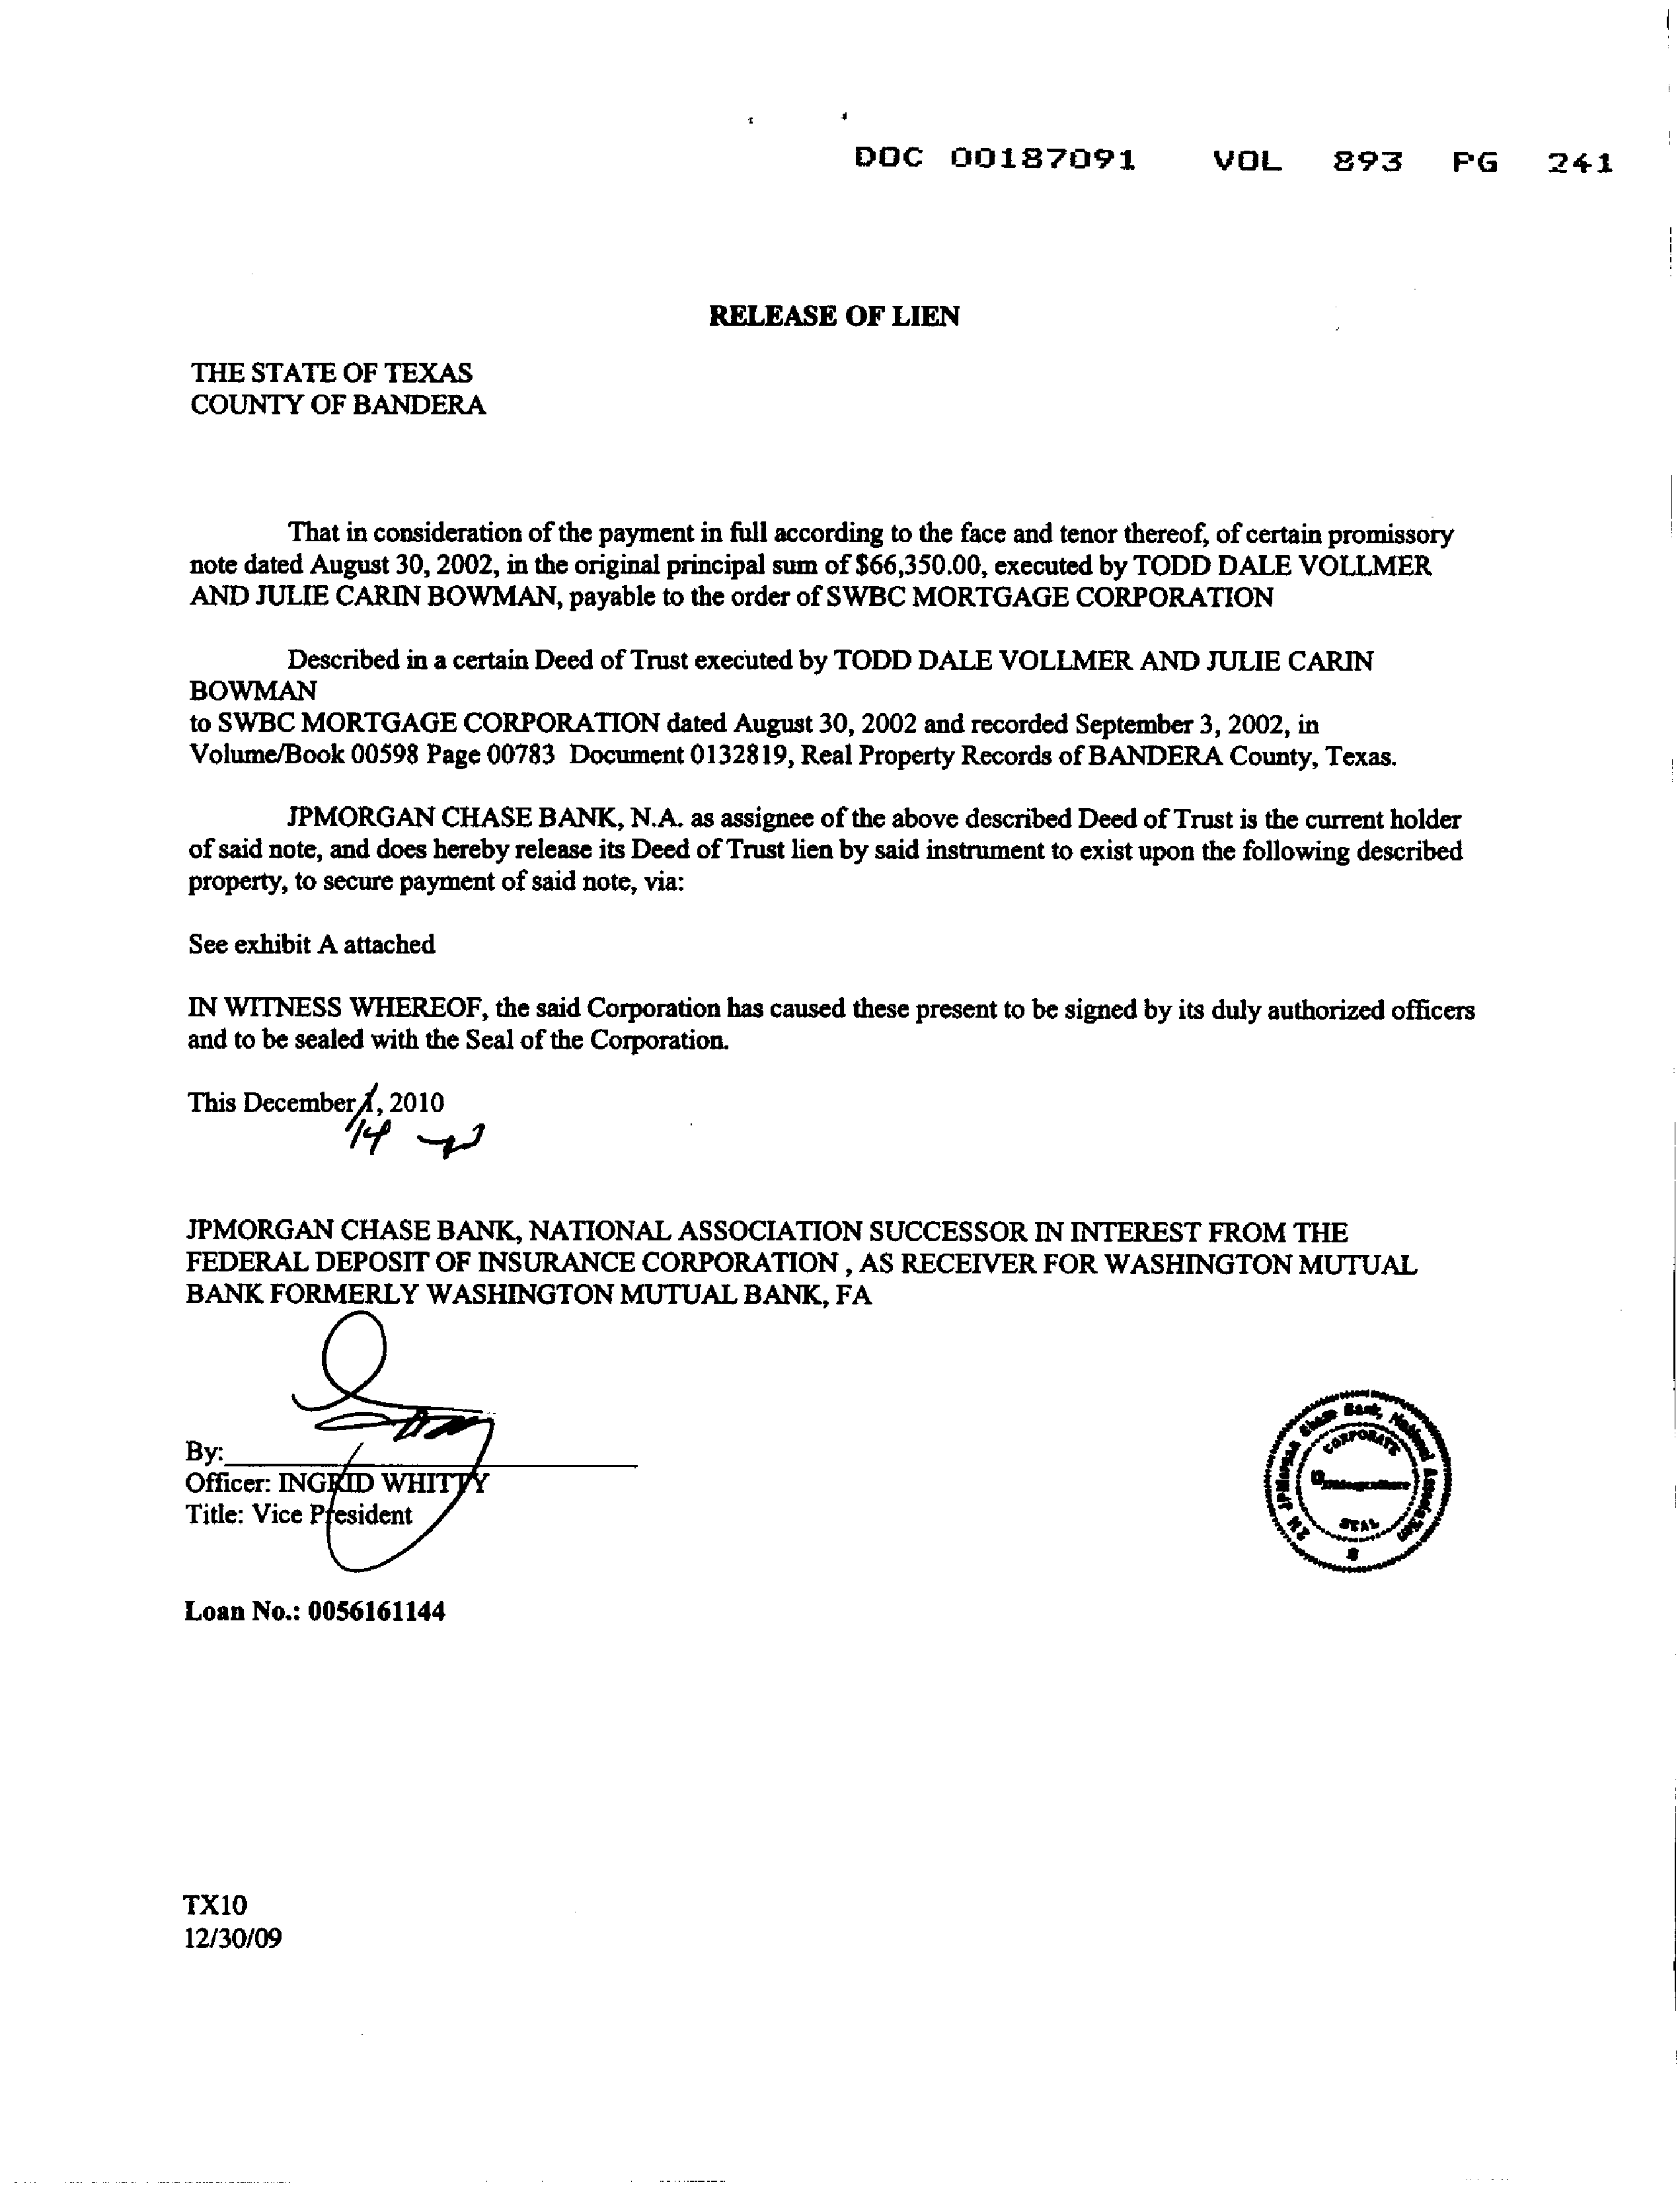 DOC 00187091 VOL 893 PG 241
RELEASE OF LIEN
THE STATE OF TEXAS
COUNTY OF BANDERA
That in consideration of the payment in full according to the face and tenor thereof, of certain promissory
note dated August 30, 2002, in the original principal sum of $66,350.00, executed by TODD DALE VOLLMER
AND JULIE CARIN BOWMAN, payable to the order of SWBC MORTGAGE CORPORATION
Described in a certain Deed of Trust executed by TODD DALE VOLLMER AND JULIE CARIN
BOWMAN
to SWBC MORTGAGE CORPORATION dated August 30, 2002 and recorded September 3, 2002, in
Volume/Book 00598 Page 00783 Document 0132819, Real Property Records of BANDERA County, Texas.
JPMORGAN CHASE BANK, N.A. as assignee of the above described Deed of Trust is the current holder
of said note, and does hereby release its Deed of Trust lien by said instrument to exist upon the following described
property, to secure payment of said note, via:
See exhibit A attached
IN WITNESS WHEREOF, the said Corporation has caused these present to be signed by its duly authorized officers
and to be sealed with the Seal of the Corporation.
This December 1, 2010
14
JPMORGAN CHASE BANK, NATIONAL ASSOCIATION SUCCESSOR IN INTEREST FROM THE
FEDERAL DEPOSIT OF INSURANCE CORPORATION , AS RECEIVER FOR WASHINGTON MUTUAL
BANK FORMERLY WASHINGTON MUTUAL BANK, FA
By:
Officer: INGRID WHITTY
Title: Vice President
JPMorgan Chase Bank, National Association
CORPORATE
SEAL
Loan No.: 0056161144
TX10
12/30/09